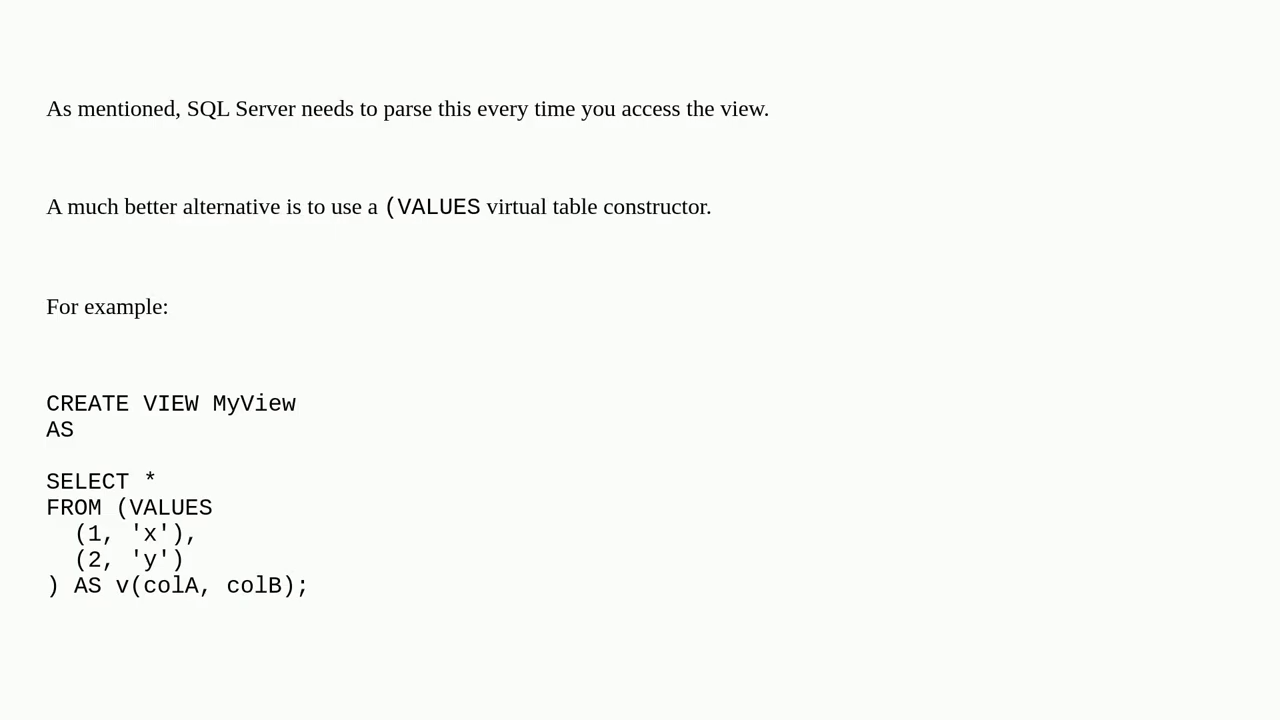 As mentioned, SQL Server needs to parse this every time you access the view.
A much better alternative is to use a (VALUES virtual table constructor.
For example:
CREATE VIEW MyView
AS
SELECT *
FROM (VALUES
  (1, 'x'),
  (2, 'y')
) AS v(colA, colB);